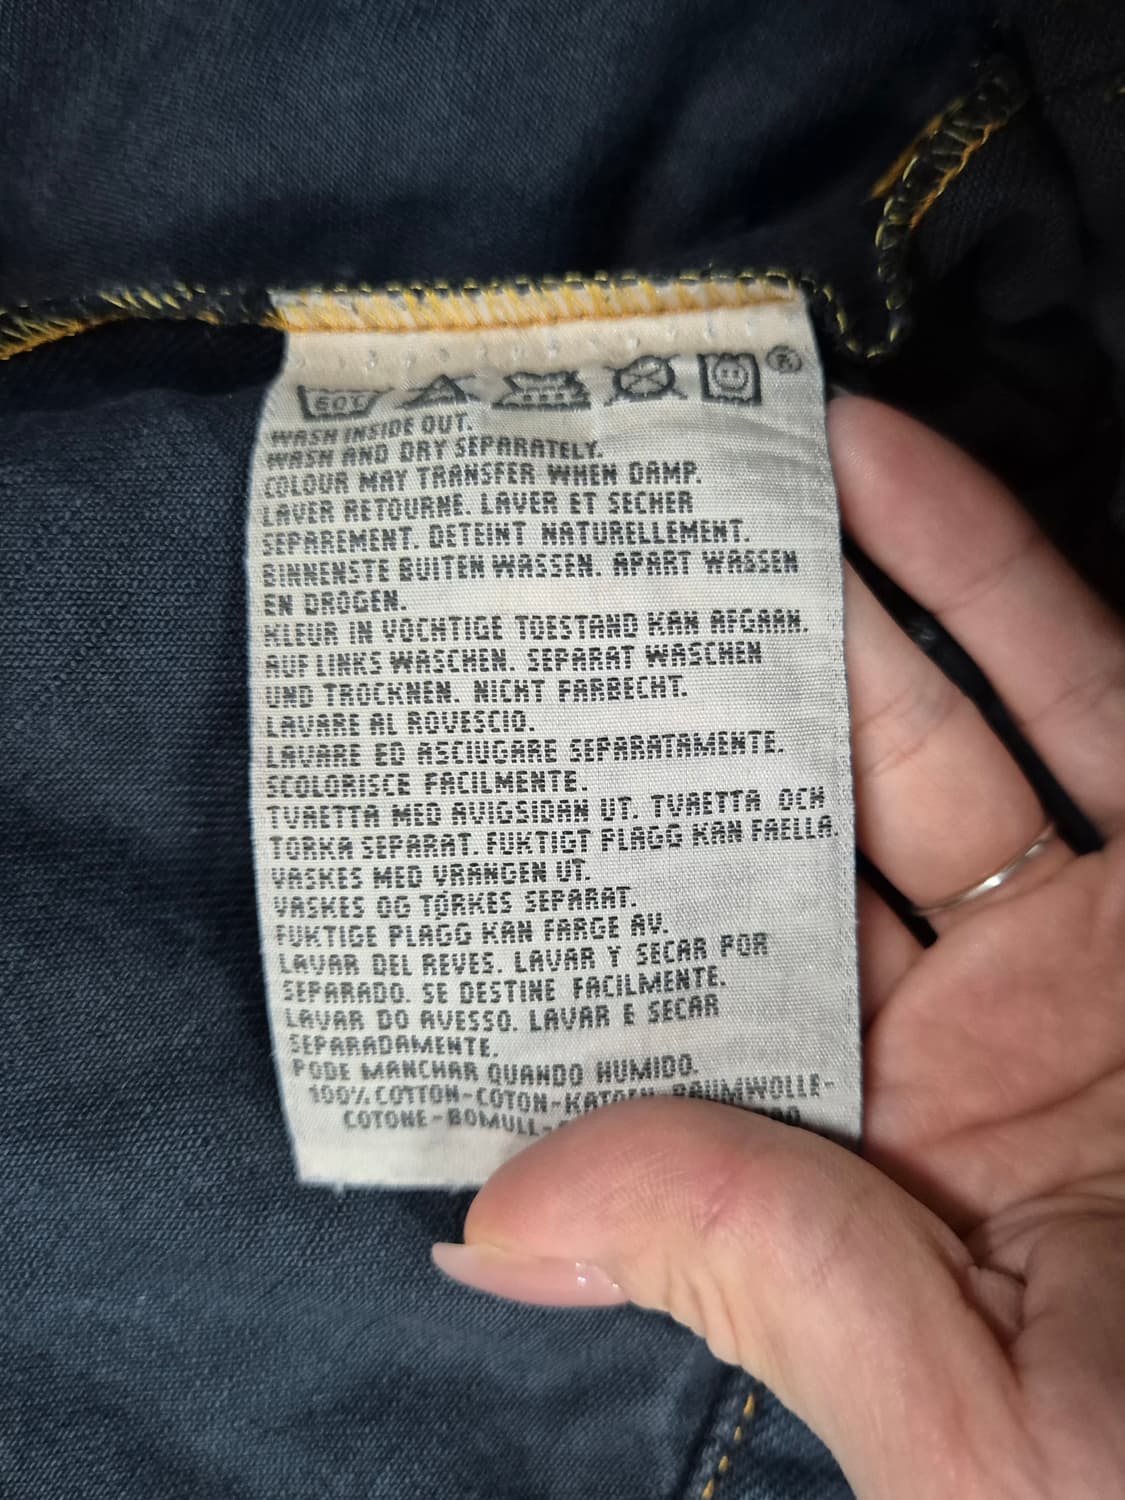 60°C ®
WASH INSIDE OUT.
WASH AND DRY SEPARATELY.
COLOUR MAY TRANSFER WHEN DAMP.
LAVER RETOURNE. LAVER ET SECHER
SEPAREMENT. DETEINT NATURELLEMENT.
BINNENSTE BUITEN WASSEN. APART WASSEN
EN DROGEN.
KLEUR IN VOCHTIGE TOESTAND KAN AFGAAN.
AUF LINKS WASCHEN. SEPARAT WASCHEN
UND TROCKNEN. NICHT FARBECHT.
LAVARE AL ROVESCIO.
LAVARE ED ASCIUGARE SEPARATAMENTE.
SCOLORISCE FACILMENTE.
TVAETTA MED AVIGSIDAN UT. TVAETTA OCH
TORKA SEPARAT. FUKTIGT PLAGG KAN FAELLA.
VASKES MED VRANGEN UT.
VASKES OG TØRKES SEPARAT.
FUKTIGE PLAGG KAN FARGE AV.
LAVAR DEL REVES. LAVAR Y SECAR POR
SEPARADO. SE DESTINE FACILMENTE.
LAVAR DO AVESSO. LAVAR E SECAR
SEPARADAMENTE.
PODE MANCHAR QUANDO HUMIDO.
100% COTTON-COTON-KATOEN-BAUMWOLLE-
COTONE-BOMULL-